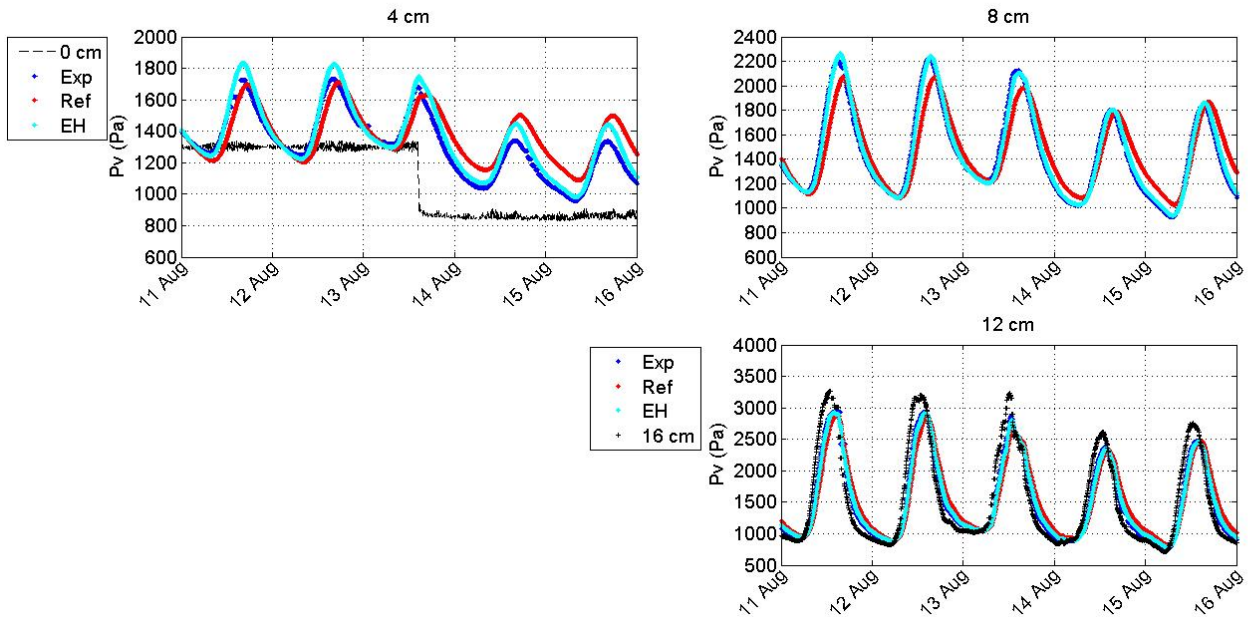 4 cm
0 cm
Exp
Ref
EH
Pv (Pa)
2000
1800
1600
1400
1200
1000
800
600
11 Aug
12 Aug
13 Aug
14 Aug
15 Aug
16 Aug
8 cm
Pv (Pa)
2400
2200
2000
1800
1600
1400
1200
1000
800
600
11 Aug
12 Aug
13 Aug
14 Aug
15 Aug
16 Aug
12 cm
Exp
Ref
EH
16 cm
Pv (Pa)
4000
3500
3000
2500
2000
1500
1000
500
11 Aug
12 Aug
13 Aug
14 Aug
15 Aug
16 Aug